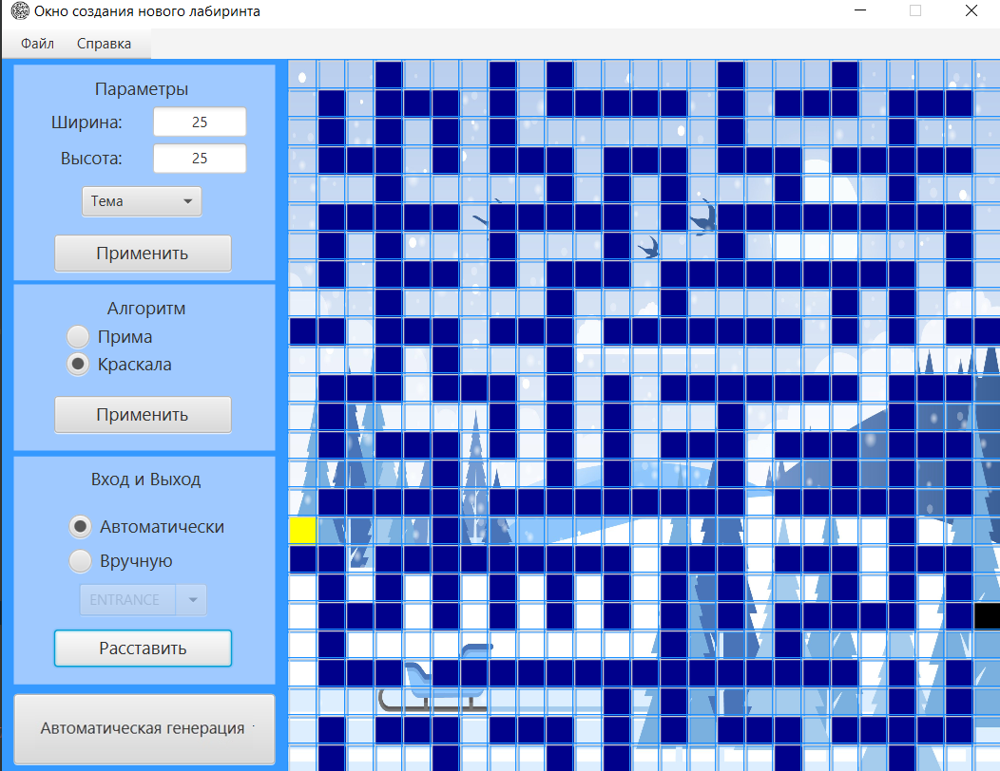 Окно создания нового лабиринта
Файл Справка
Параметры
Ширина: 25
Высота: 25
Тема
Применить
Алгоритм
Прима
Краскала
Применить
Вход и Выход
Автоматически
Вручную
ENTRANCE
Расставить
Автоматическая генерация